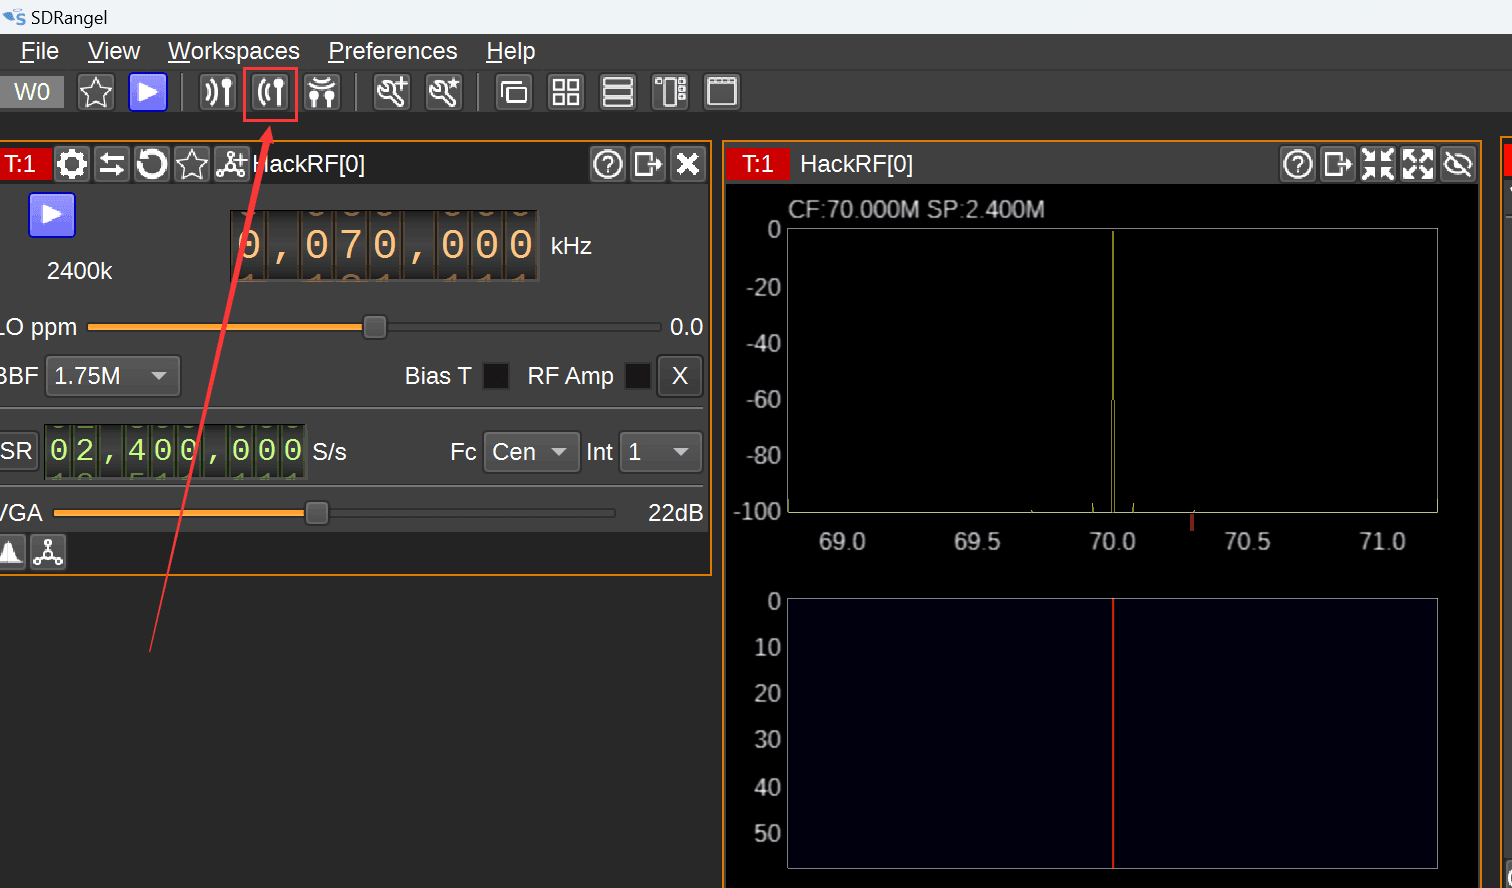 SDRangel
File View Workspaces Preferences Help
W0
T:1 HackRF[0]
2400k
0,070,000 kHz
LO ppm 0.0
BBF 1.75M Bias T RF Amp X
SR 02,400,000 S/s Fc Cen Int 1
VGA 22dB
T:1 HackRF[0]
CF:70.000M SP:2.400M
0
-20
-40
-60
-80
-100
69.0 69.5 70.0 70.5 71.0
0
10
20
30
40
50